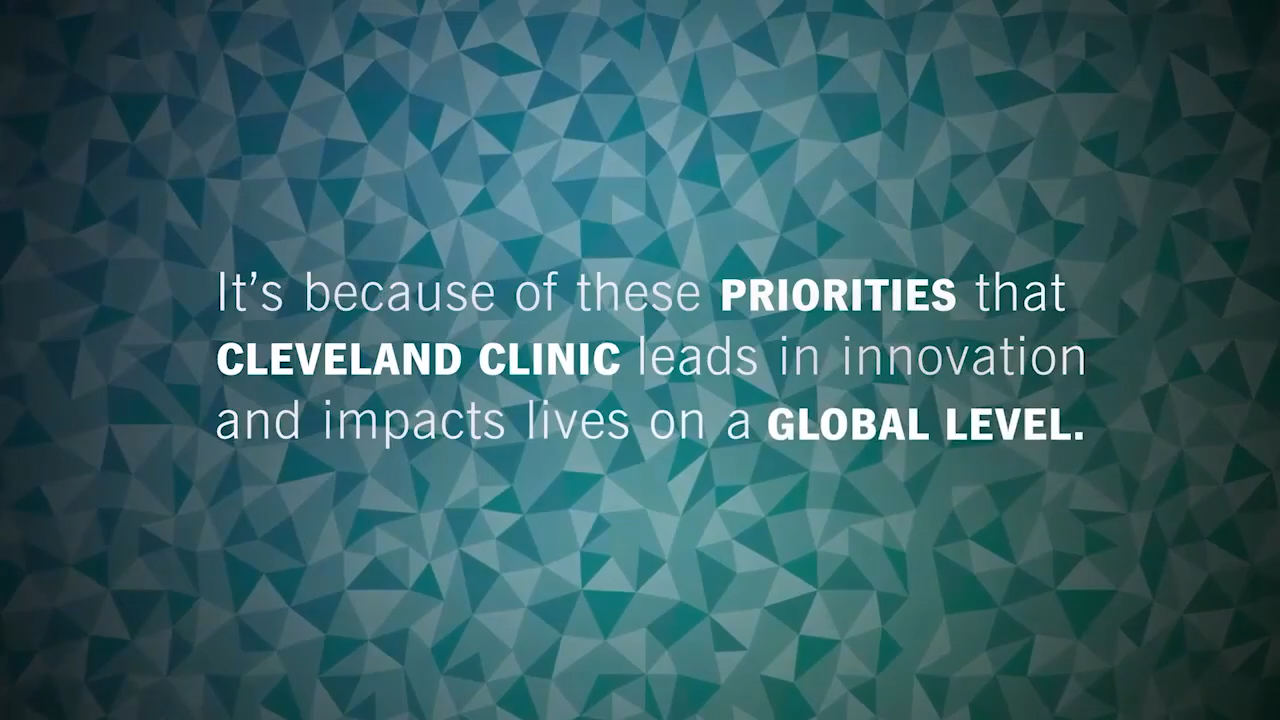 It's because of these PRIORITIES that
CLEVELAND CLINIC leads in innovation
and impacts lives on a GLOBAL LEVEL.